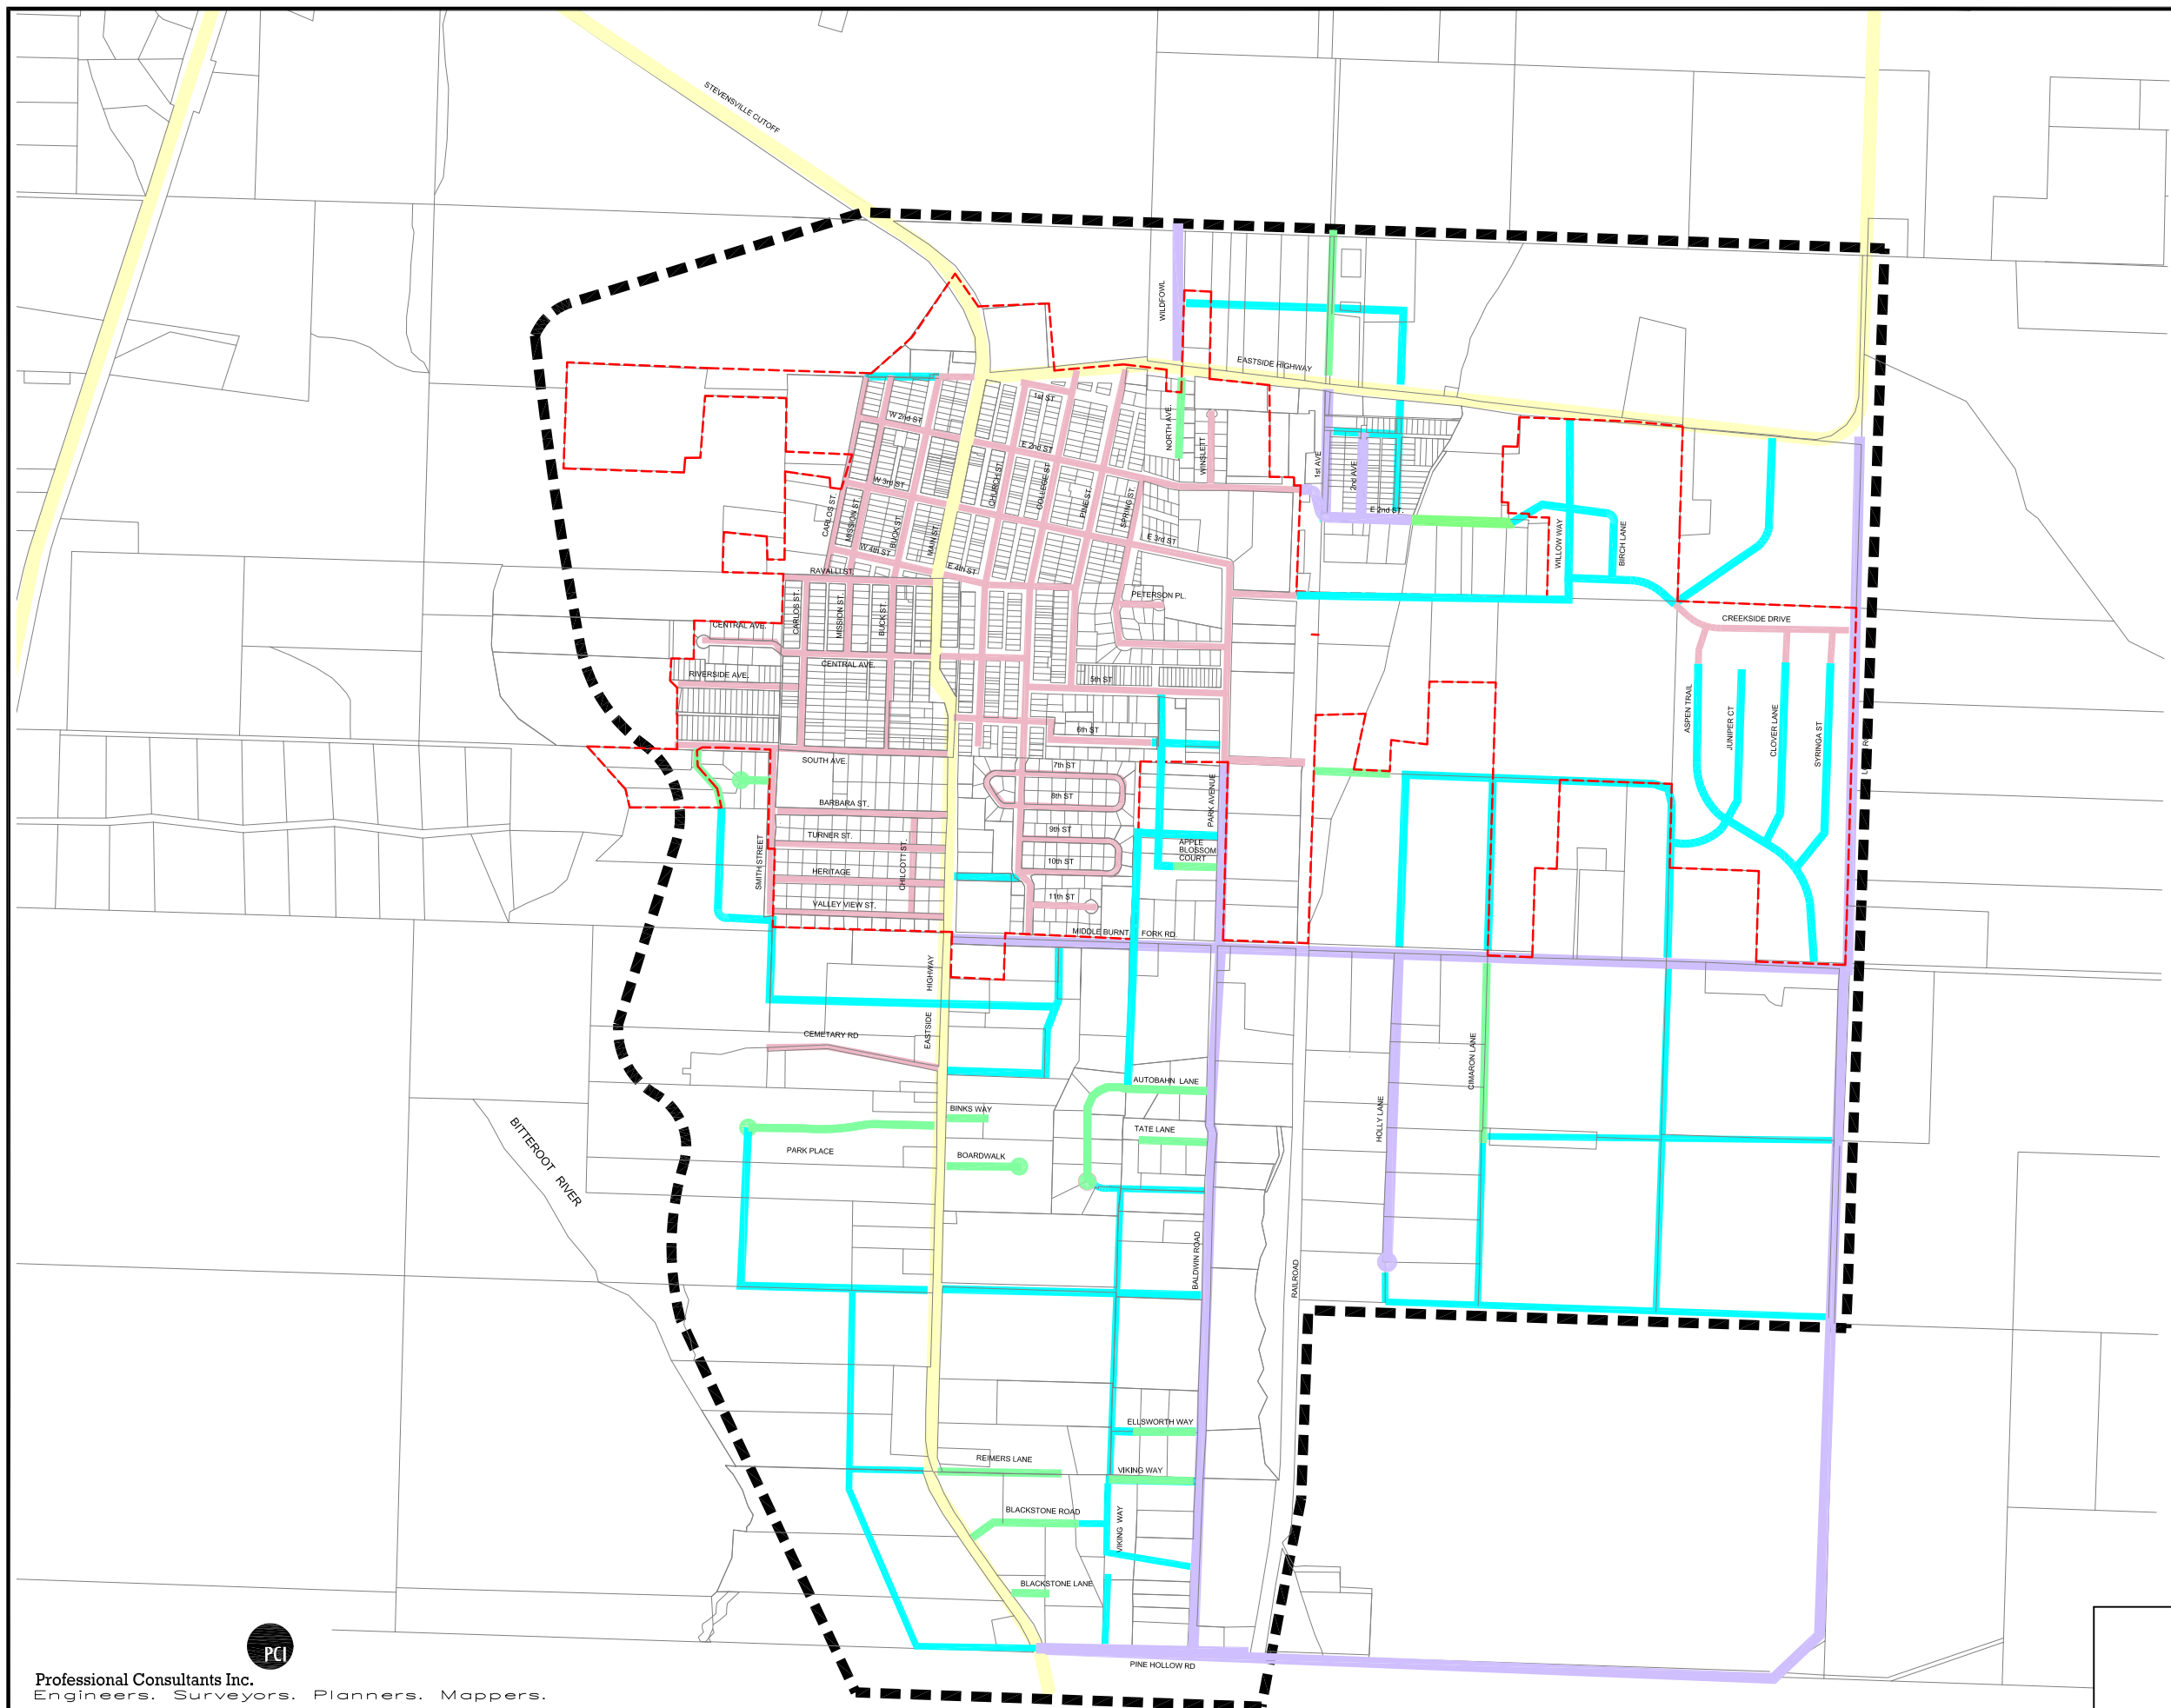 STEVENSVILLE CUTOFF
WILDFOWL
EASTSIDE HIGHWAY
1st ST
W 2nd ST
E 2nd ST
NORTH AVE.
WINSLETT
1st AVE
2nd AVE
W 3rd ST
CHURCH ST.
COLLEGE ST
PINE ST.
SPRING ST.
CARLOS ST.
MISSION ST.
BUCK ST.
MAIN ST.
E 2nd ST.
W 4th ST
E 3rd ST
WILLOW WAY
BIRCH LANE
RAVALLI ST.
E 4th ST
PETERSON PL.
CARLOS ST.
MISSION ST.
BUCK ST.
CENTRAL AVE.
CREEKSIDE DRIVE
CENTRAL AVE.
RIVERSIDE AVE.
5th ST
ASPEN TRAIL
JUNIPER CT
CLOVER LANE
SYRINGA ST
6th ST
SOUTH AVE.
7th ST
8th ST
PARK AVENUE
BARBARA ST.
TURNER ST.
9th ST
APPLE
BLOSSOM
COURT
10th ST
SMITH STREET
HERITAGE
CHILCOTT ST.
11th ST
VALLEY VIEW ST.
MIDDLE BURNT FORK RD.
HIGHWAY
EASTSIDE
CEMETARY RD
CIMARON LANE
AUTOBAHN LANE
BINKS WAY
HOLLY LANE
TATE LANE
PARK PLACE
BOARDWALK
BITTEROOT RIVER
BALDWIN ROAD
RAILROAD
ELLSWORTH WAY
REIMERS LANE
VIKING WAY
BLACKSTONE ROAD
VIKING WAY
BLACKSTONE LANE
PINE HOLLOW RD
PCI
Professional Consultants Inc.
Engineers. Surveyors. Planners. Mappers.